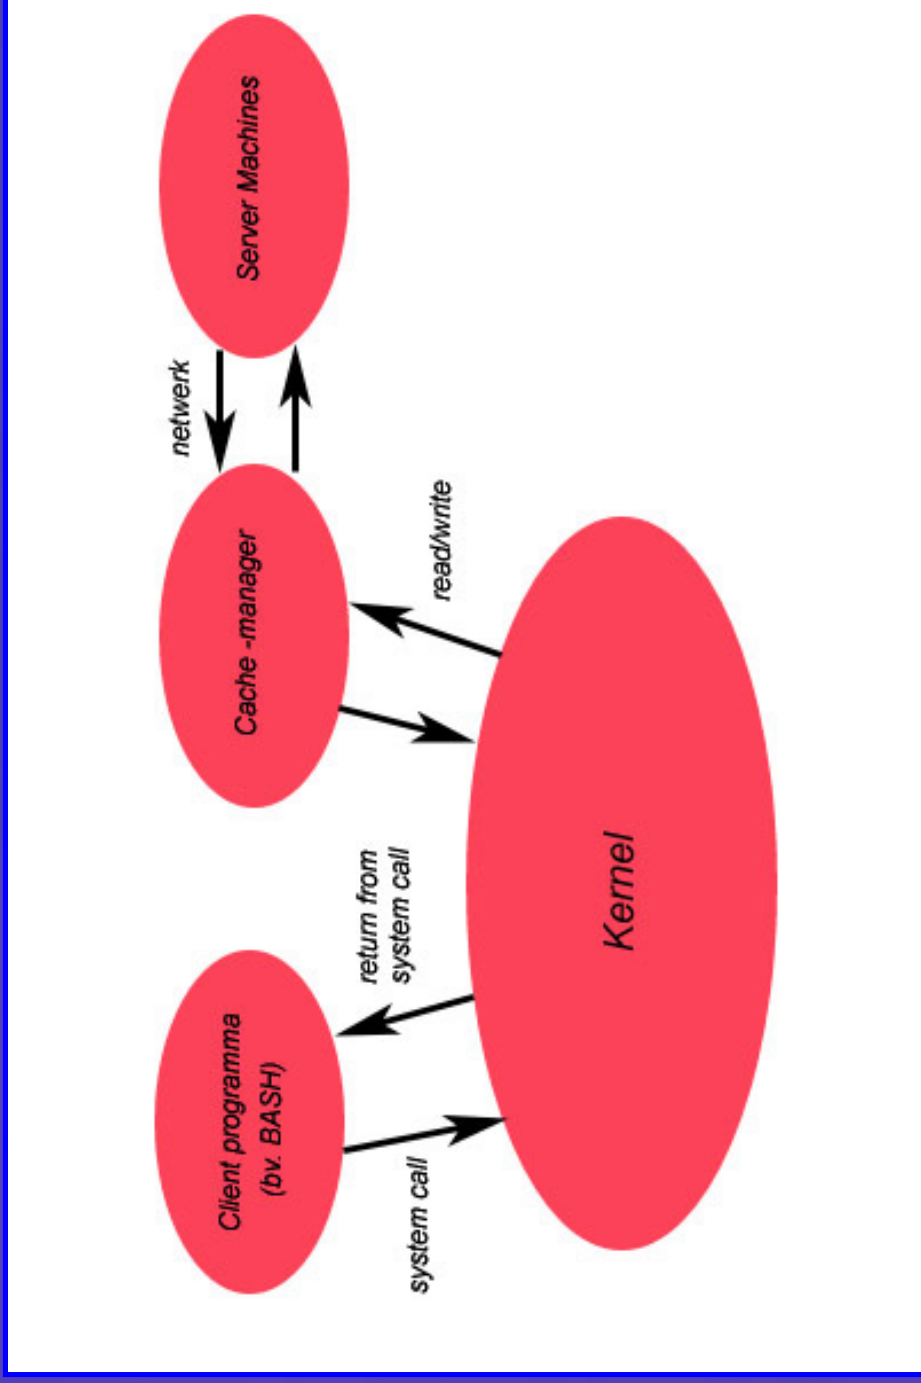 Client programma
(bv. BASH)
Cache -manager
Server Machines
netwerk
system call
return from
system call
read/write
Kernel